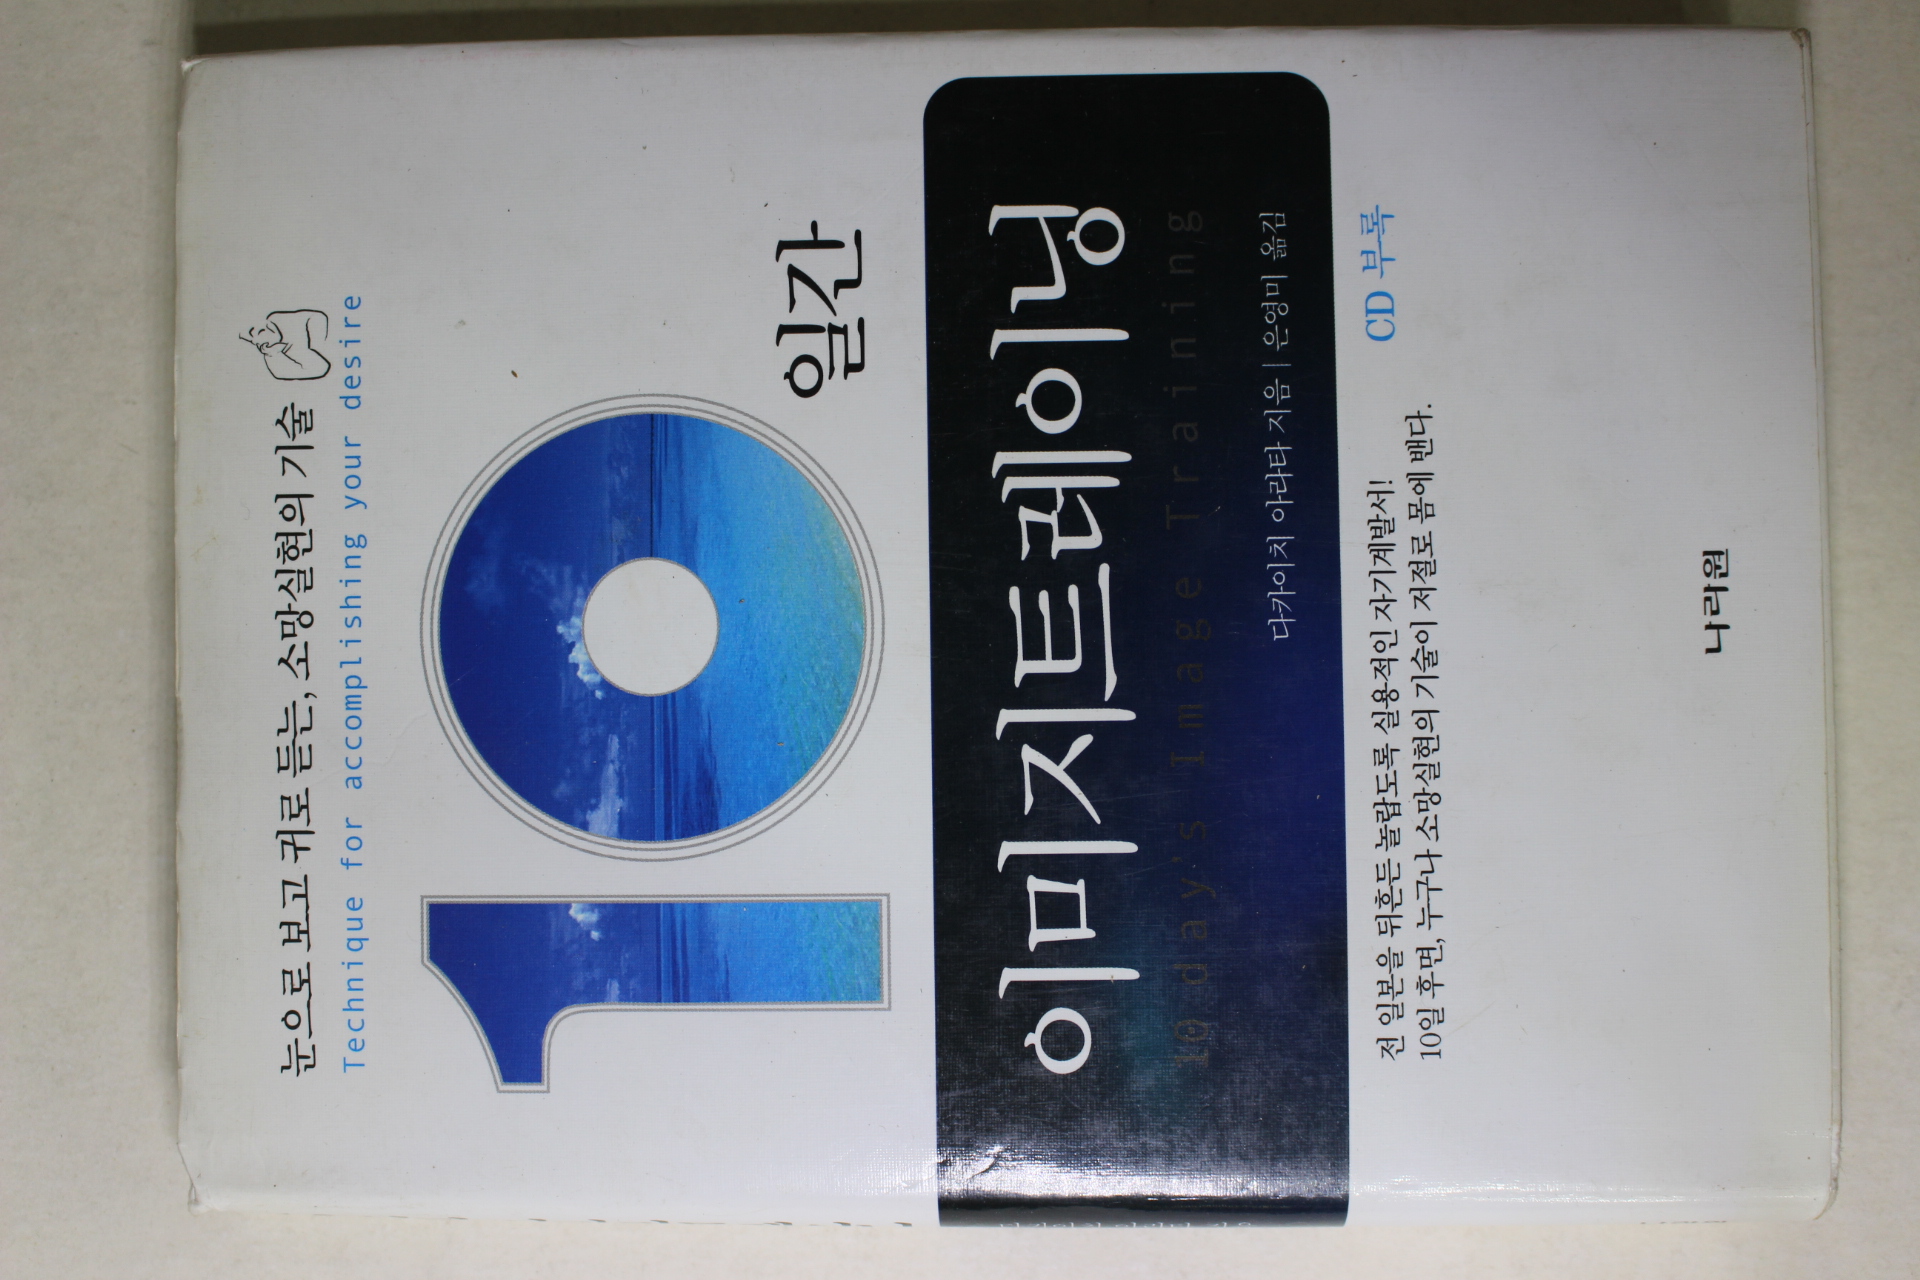 눈으로 보고 귀로 듣는, 소망실현의 기술
Technique for accomplishing your desire
10일간
이미지트레이닝
10 day's Image Training
다카이치 아라타 지음 | 은영미 옮김
CD 부록
전 일본을 뒤흔든 놀랍도록 실용적인 자기계발서!
10일 후면, 누구나 소망실현의 기술이 저절로 몸에 밴다.
나라원